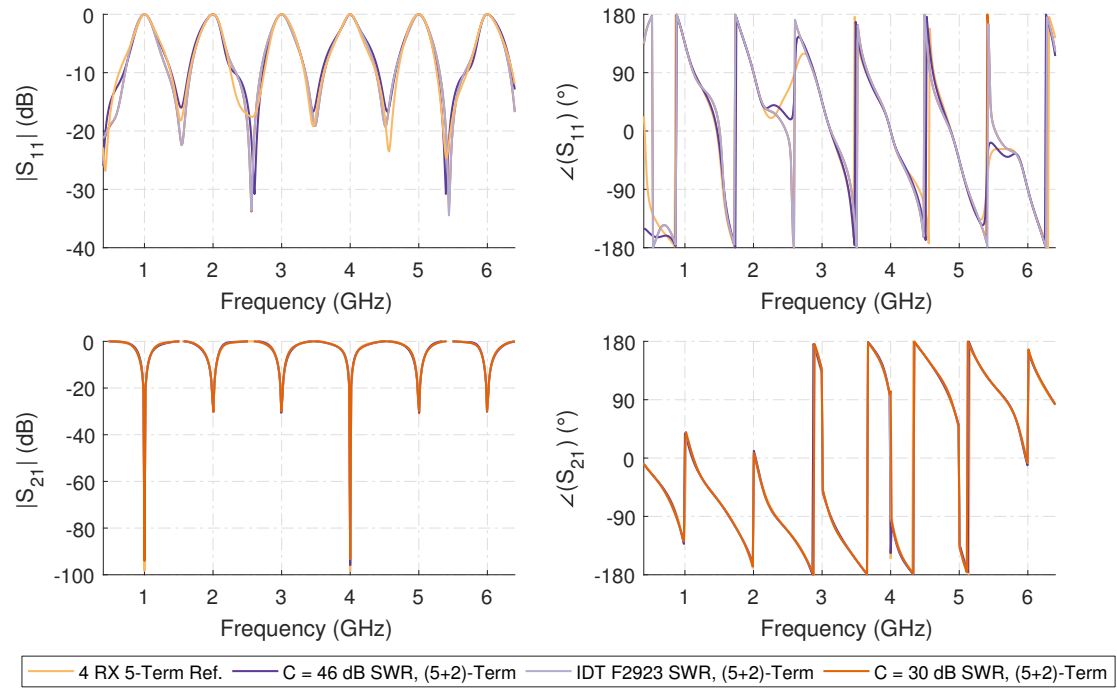 180
0
90
-10
|S11| (dB)
∠(S11) (°)
-20
0
-30
-90
-40
-180
1 2 3 4 5 6
1 2 3 4 5 6
Frequency (GHz)
Frequency (GHz)
0
180
-20
90
|S21| (dB)
∠(S21) (°)
-40
0
-60
-80
-90
-100
-180
1 2 3 4 5 6
1 2 3 4 5 6
Frequency (GHz)
Frequency (GHz)
4 RX 5-Term Ref. C = 46 dB SWR, (5+2)-Term IDT F2923 SWR, (5+2)-Term C = 30 dB SWR, (5+2)-Term